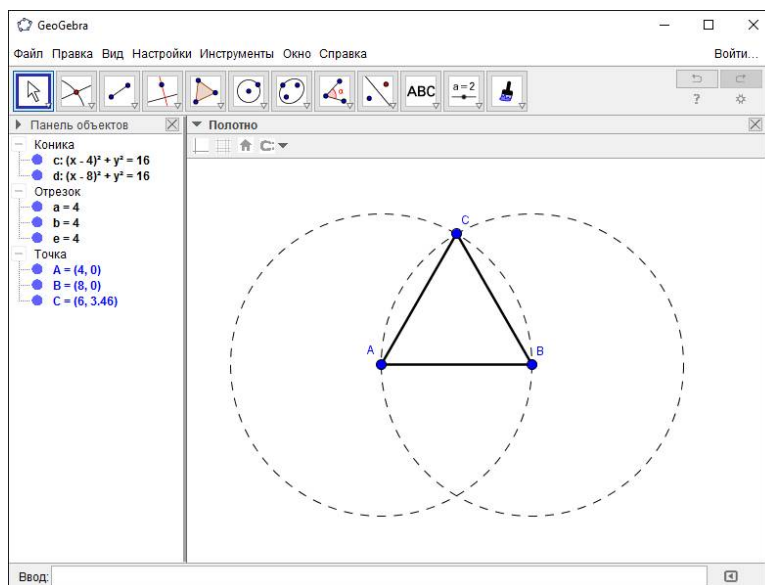 GeoGebra
Файл Правка Вид Настройки Инструменты Окно Справка Войти...
ABC a=2
α
?
Панель объектов
Полотно
Коника
c: (x - 4)² + y² = 16
d: (x - 8)² + y² = 16
Отрезок
a = 4
b = 4
e = 4
Точка
A = (4, 0)
B = (8, 0)
C = (6, 3.46)
C
A
B
Ввод: